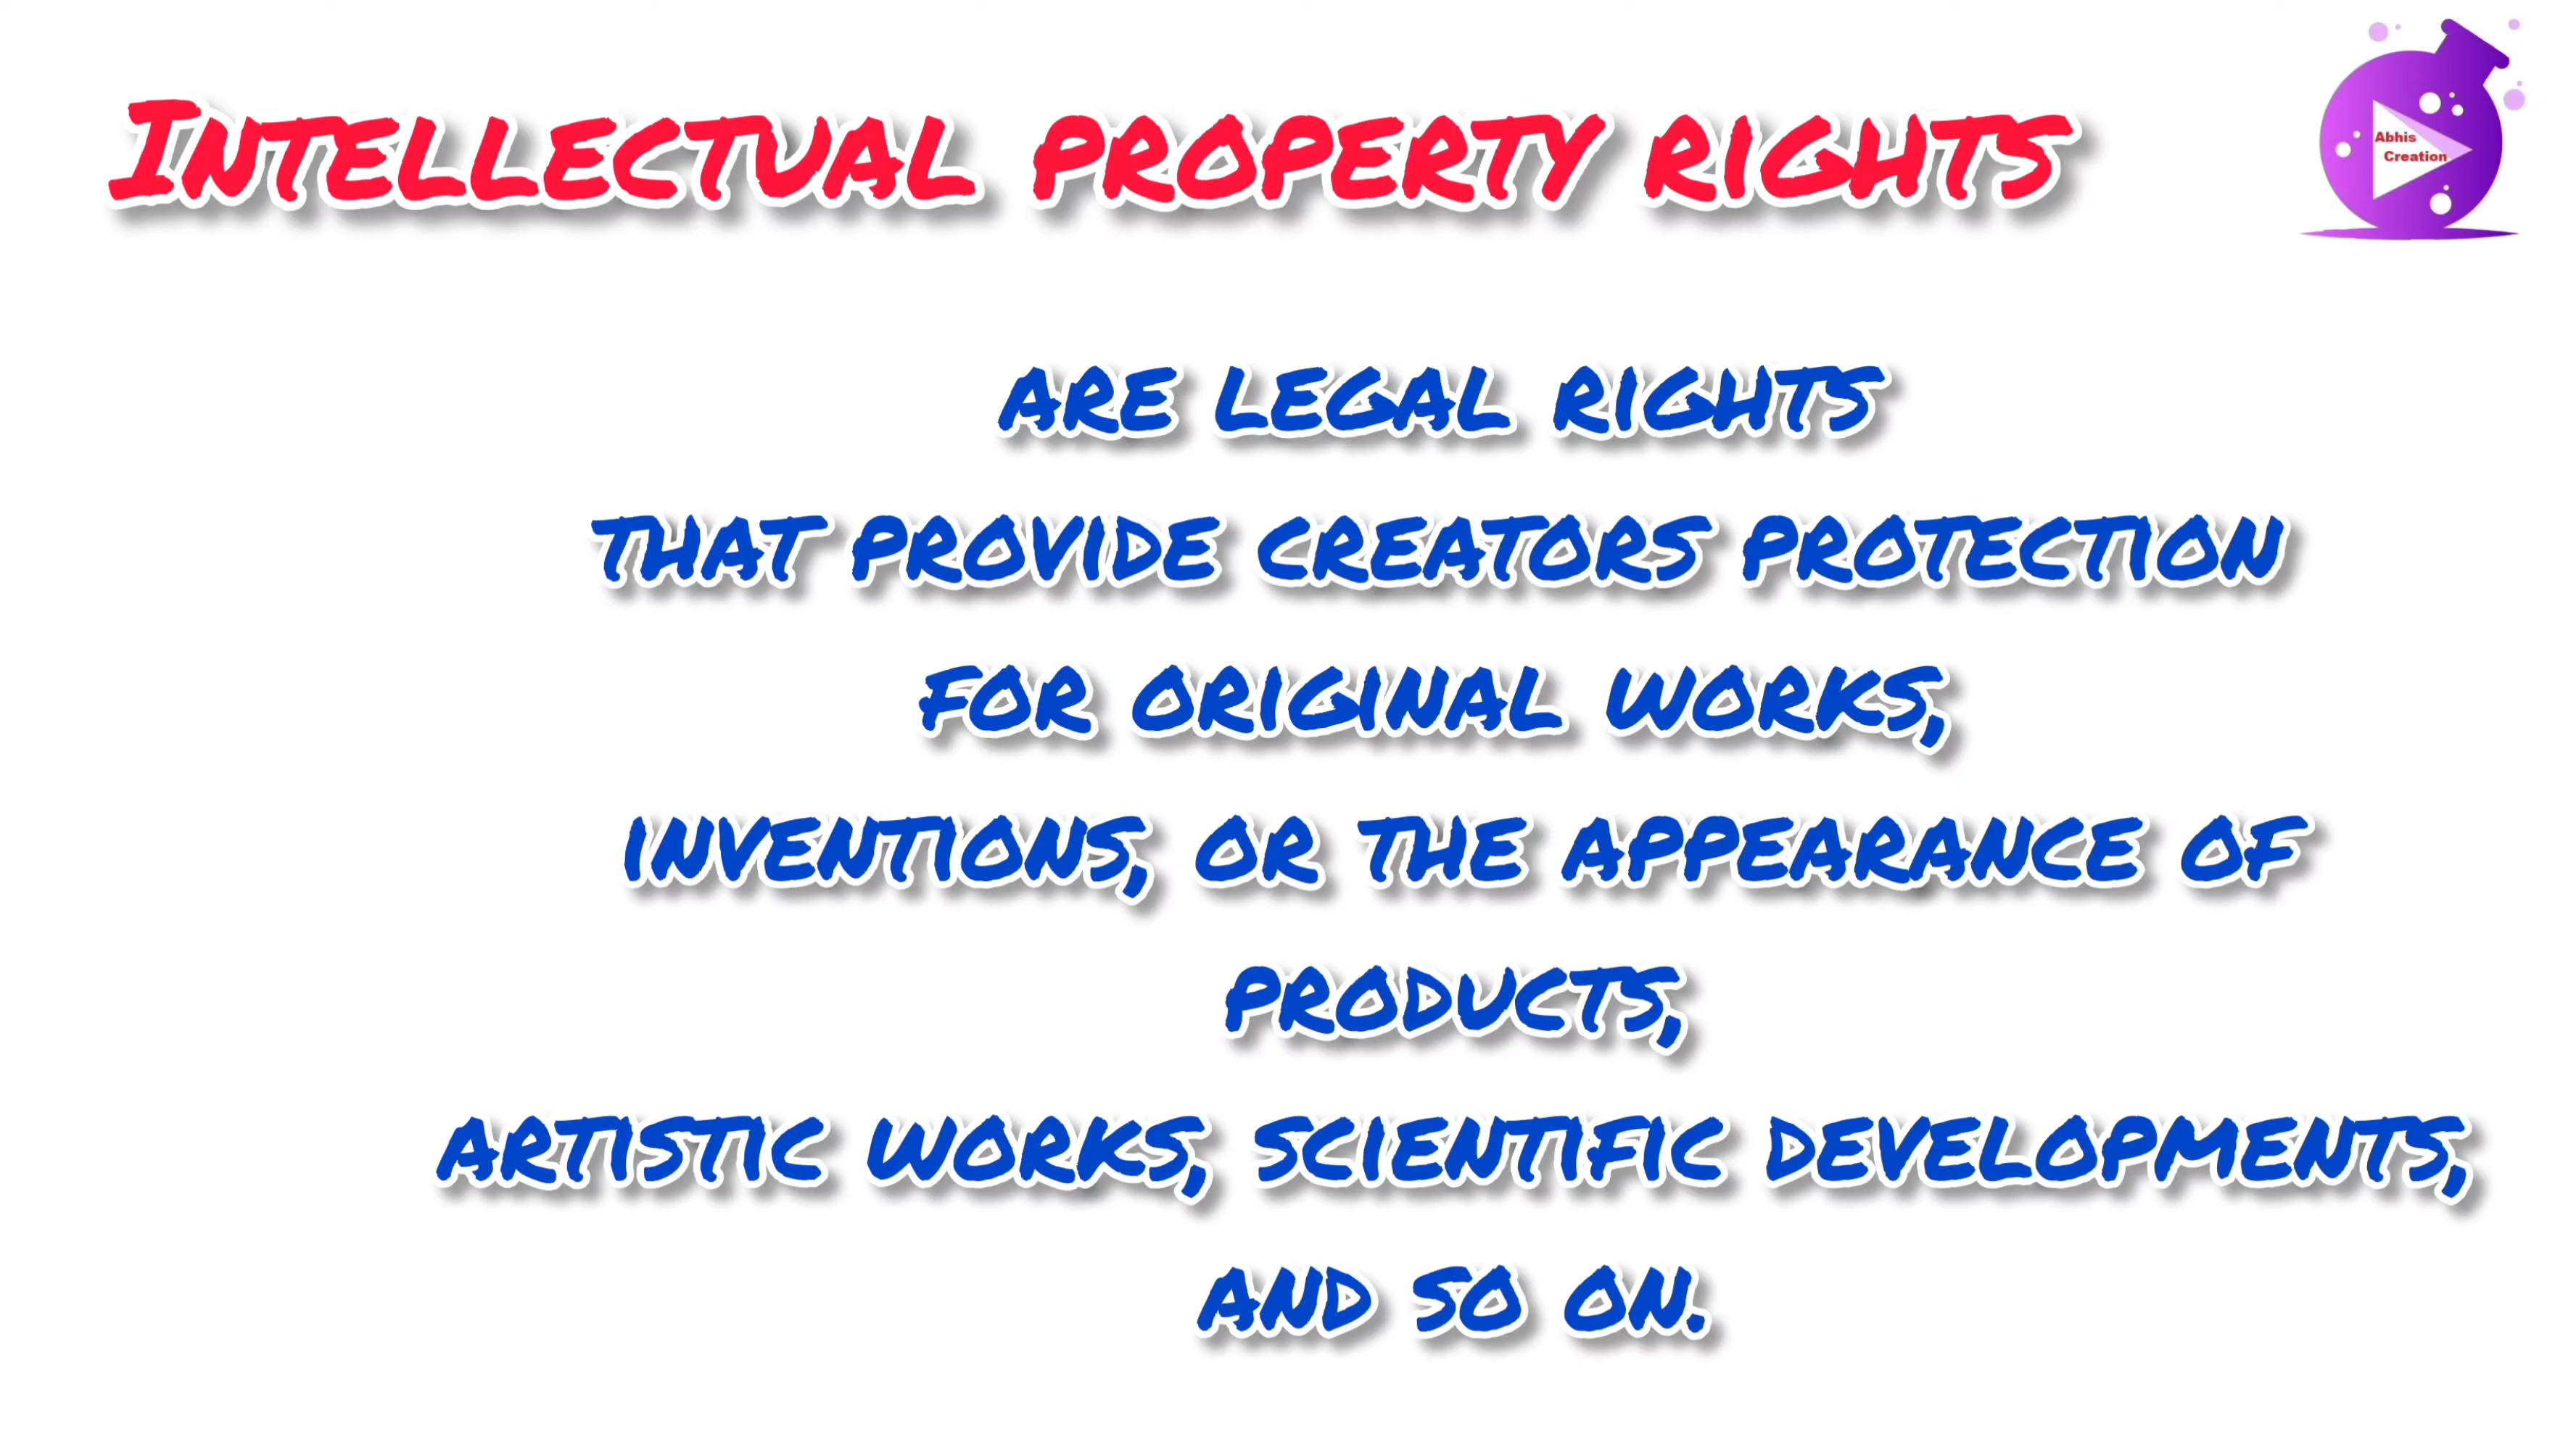 Intellectual property rights
Abhis
Creation
are legal rights
that provide creators protection
for original works,
inventions, or the appearance of
products,
artistic works, scientific developments,
and so on.